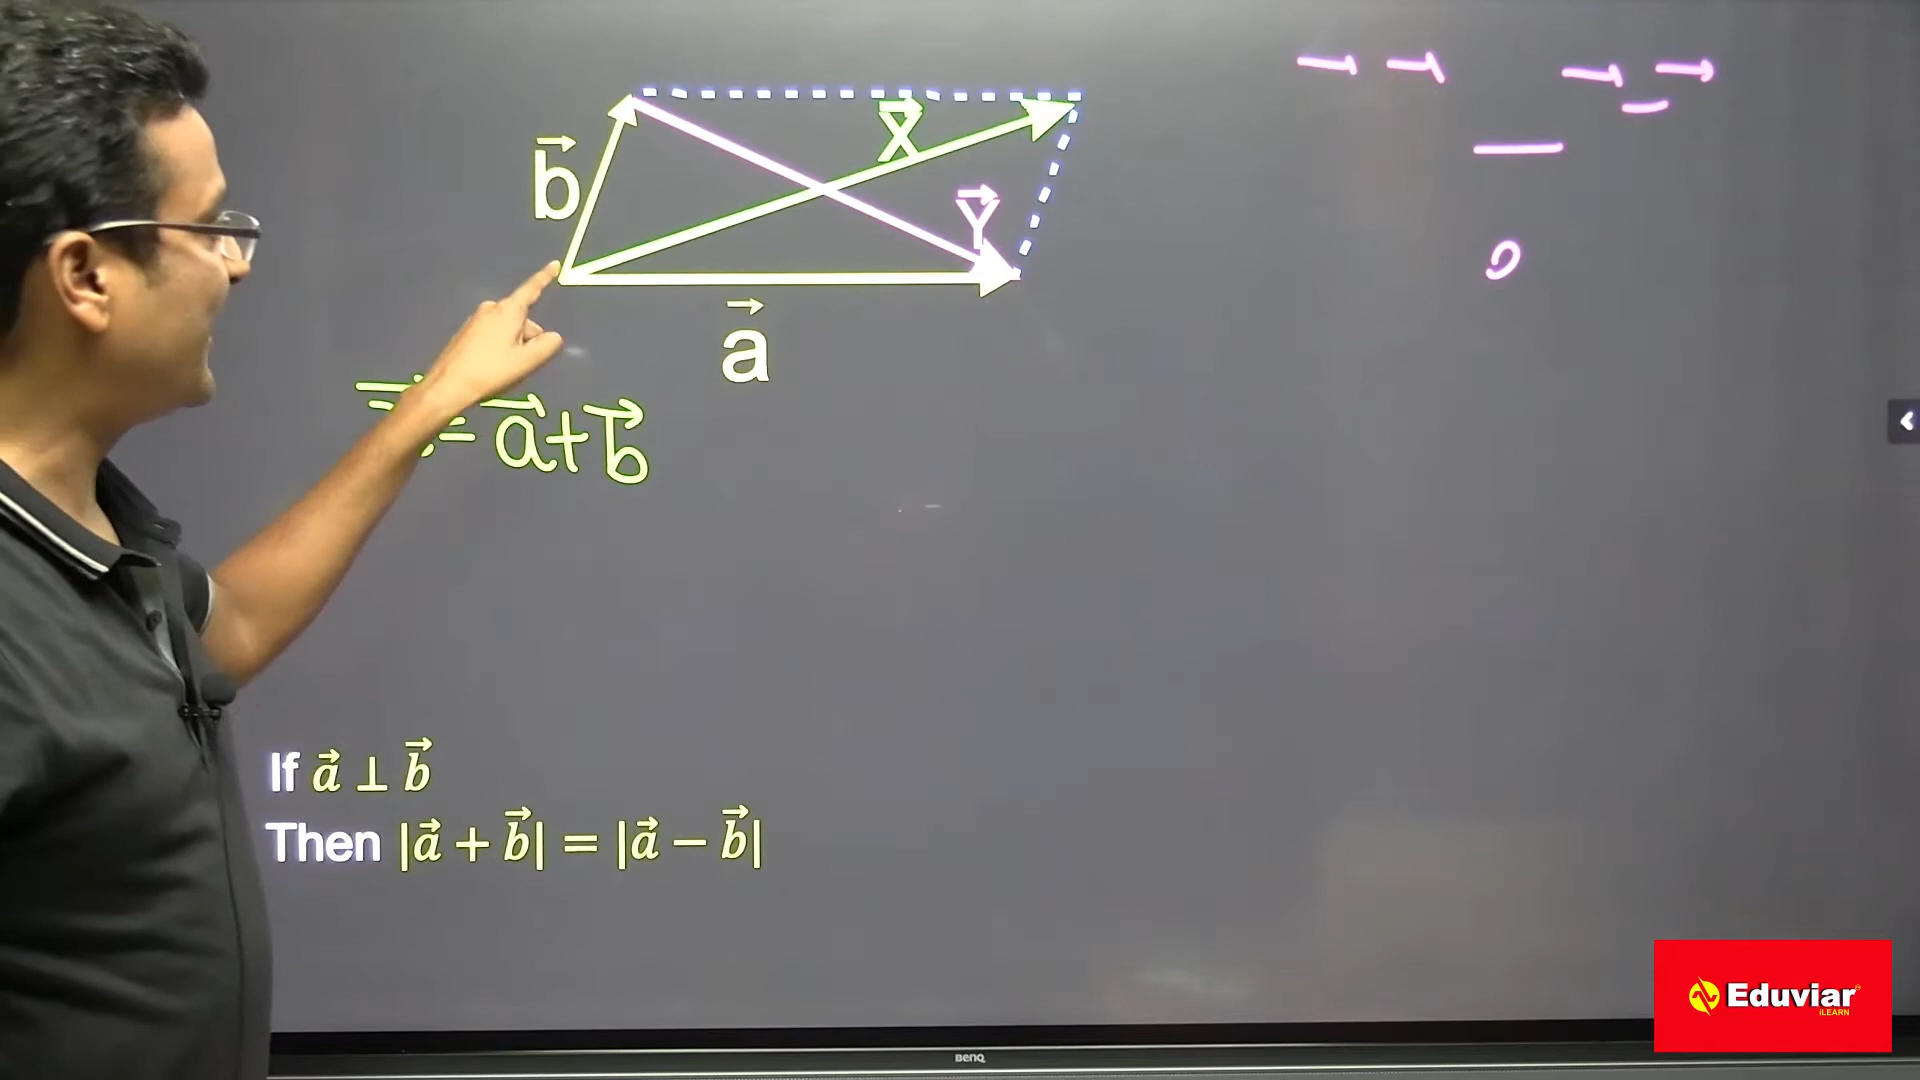 b⃗
X⃗
Y⃗
a⃗
= a⃗ + b⃗
If a⃗ ⊥ b⃗
Then |a⃗ + b⃗| = |a⃗ − b⃗|
Eduviar
iLEARN
BenQ